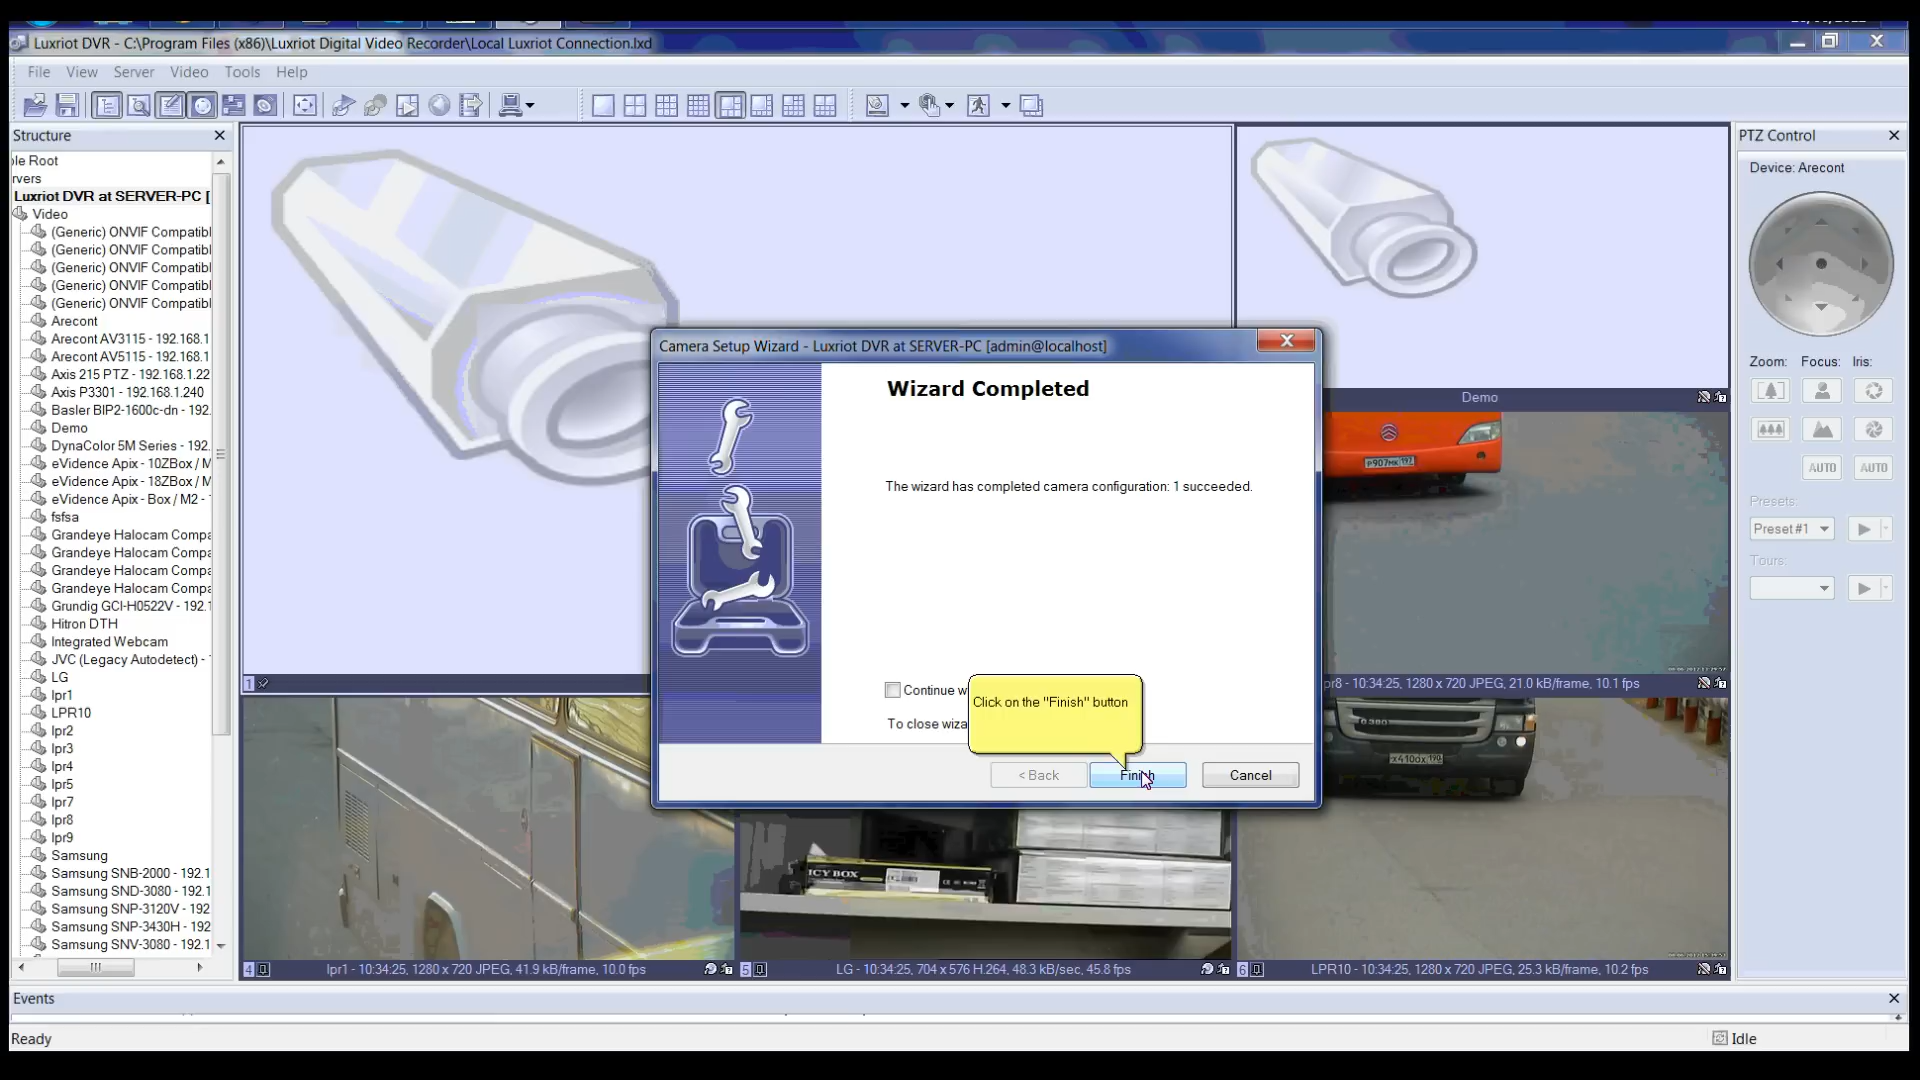 Luxriot DVR - C:\Program Files (x86)\Luxriot Digital Video Recorder\Local Luxriot Connection.lxd
File View Server Video Tools Help
Structure
le Root
rvers
Luxriot DVR at SERVER-PC [
Video
(Generic) ONVIF Compatibl
(Generic) ONVIF Compatibl
(Generic) ONVIF Compatibl
(Generic) ONVIF Compatibl
(Generic) ONVIF Compatibl
Arecont
Arecont AV3115 - 192.168.1
Arecont AV5115 - 192.168.1
Axis 215 PTZ - 192.168.1.22
Axis P3301 - 192.168.1.240
Basler BIP2-1600c-dn - 192.
Demo
DynaColor 5M Series - 192.
eVidence Apix - 10ZBox / M
eVidence Apix - 18ZBox / M
eVidence Apix - Box / M2 -
fsfsa
Grandeye Halocam Compa
Grandeye Halocam Compa
Grandeye Halocam Compa
Grandeye Halocam Compa
Grundig GCI-H0522V - 192.1
Hitron DTH
Integrated Webcam
JVC (Legacy Autodetect) -
LG
lpr1
LPR10
lpr2
lpr3
lpr4
lpr5
lpr7
lpr8
lpr9
Samsung
Samsung SNB-2000 - 192.1
Samsung SND-3080 - 192.1
Samsung SNP-3120V - 192
Samsung SNP-3430H - 192
Samsung SNV-3080 - 192.1
1
Demo
Р907МК 197
pr8 - 10:34:25, 1280 x 720 JPEG, 21.0 kB/frame, 10.1 fps
Camera Setup Wizard - Luxriot DVR at SERVER-PC [admin@localhost]
Wizard Completed
The wizard has completed camera configuration: 1 succeeded.
Continue w
To close wiza
Click on the "Finish" button
< Back
Finish
Cancel
ICY BOX
4
lpr1 - 10:34:25, 1280 x 720 JPEG, 41.9 kB/frame, 10.0 fps
5
LG - 10:34:25, 704 x 576 H.264, 48.3 kB/sec, 45.8 fps
6
LPR10 - 10:34:25, 1280 x 720 JPEG, 25.3 kB/frame, 10.2 fps
PTZ Control
Device: Arecont
Zoom: Focus: Iris:
AUTO AUTO
Presets:
Preset #1
Tours:
Events
Ready
Idle